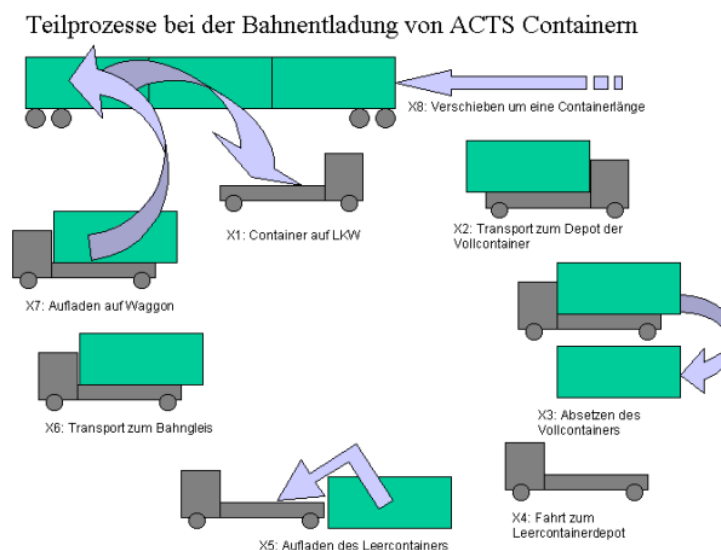 Teilprozesse bei der Bahnentladung von ACTS Containern
X8: Verschieben um eine Containerlänge
X1: Container auf LKW
X2: Transport zum Depot der
Vollcontainer
X7: Aufladen auf Waggon
X3: Absetzen des
Vollcontainers
X6: Transport zum Bahngleis
X4: Fahrt zum
Leercontainerdepot
X5: Aufladen des Leercontainers